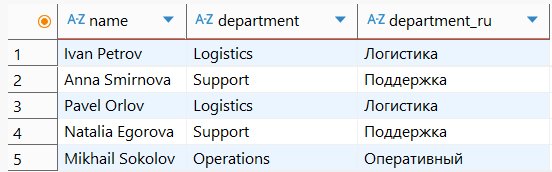 A-Z name A-Z department A-Z department_ru
1 Ivan Petrov Logistics Логистика
2 Anna Smirnova Support Поддержка
3 Pavel Orlov Logistics Логистика
4 Natalia Egorova Support Поддержка
5 Mikhail Sokolov Operations Оперативный